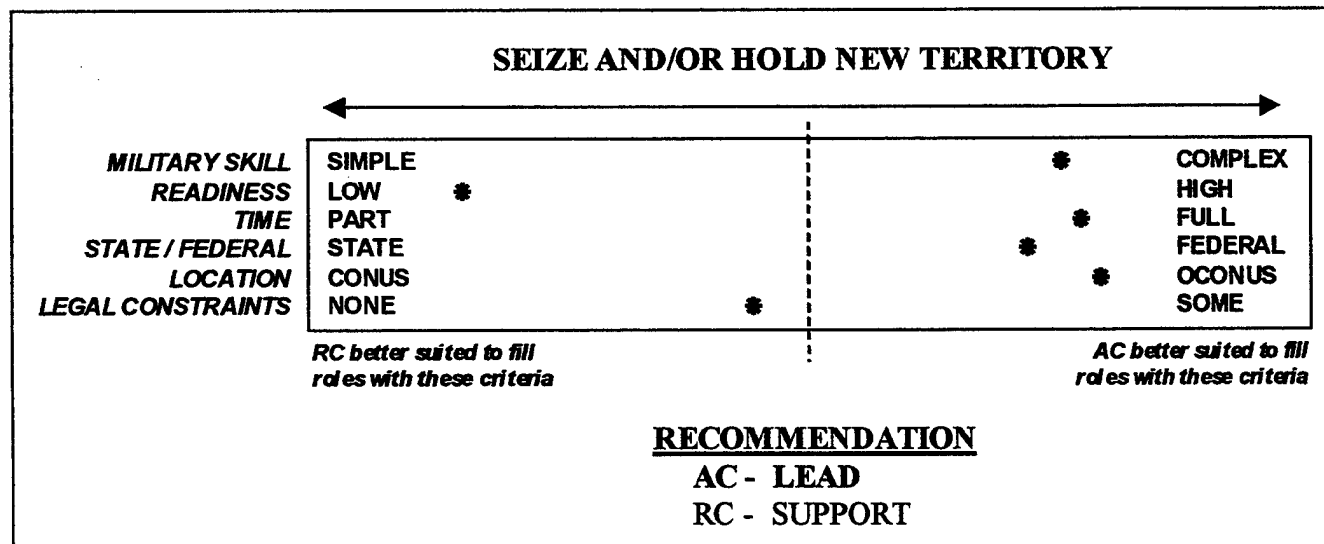 SEIZE AND/OR HOLD NEW TERRITORY
MILITARY SKILL SIMPLE * COMPLEX
READINESS LOW * HIGH
TIME PART * FULL
STATE / FEDERAL STATE * FEDERAL
LOCATION CONUS * OCONUS
LEGAL CONSTRAINTS NONE * SOME
RC better suited to fill AC better suited to fill
roles with these criteria roles with these criteria
RECOMMENDATION
AC - LEAD
RC - SUPPORT